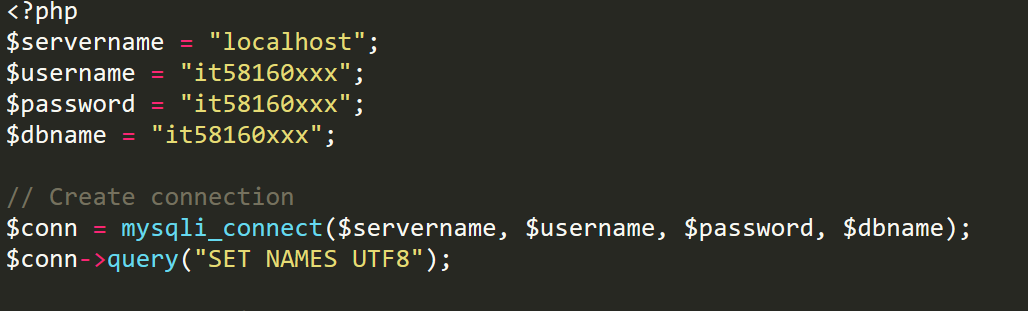 <?php
$servername = "localhost";
$username = "it58160xxx";
$password = "it58160xxx";
$dbname = "it58160xxx";
// Create connection
$conn = mysqli_connect($servername, $username, $password, $dbname);
$conn->query("SET NAMES UTF8");